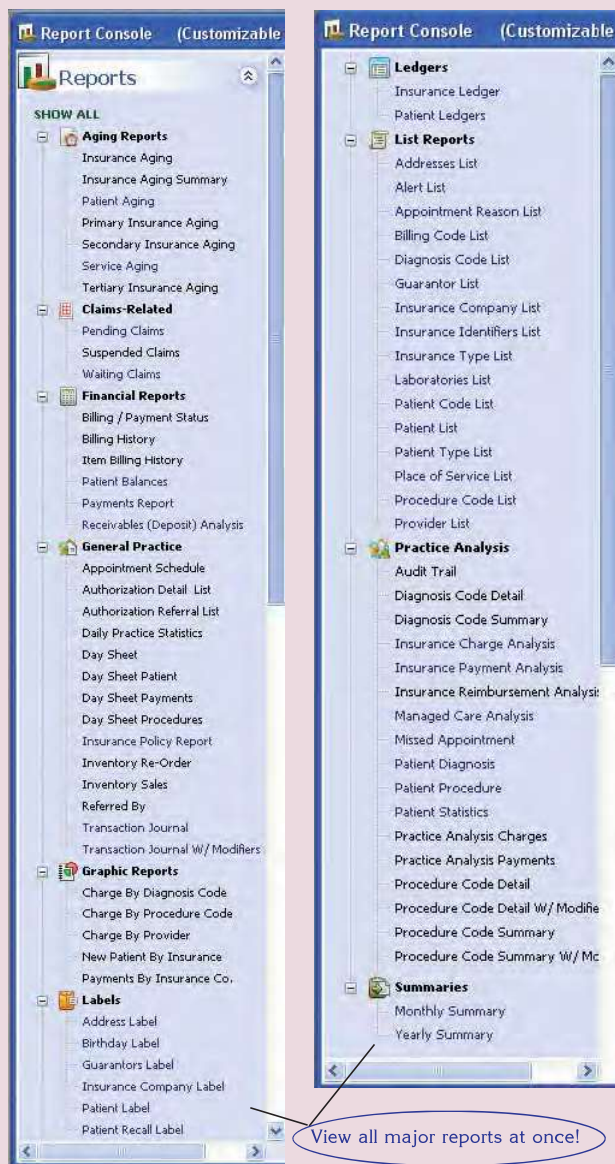 Report Console (Customizable
Reports
SHOW ALL
Aging Reports
Insurance Aging
Insurance Aging Summary
Patient Aging
Primary Insurance Aging
Secondary Insurance Aging
Service Aging
Tertiary Insurance Aging
Claims-Related
Pending Claims
Suspended Claims
Waiting Claims
Financial Reports
Billing / Payment Status
Billing History
Item Billing History
Patient Balances
Payments Report
Receivables (Deposit) Analysis
General Practice
Appointment Schedule
Authorization Detail List
Authorization Referral List
Daily Practice Statistics
Day Sheet
Day Sheet Patient
Day Sheet Payments
Day Sheet Procedures
Insurance Policy Report
Inventory Re-Order
Inventory Sales
Referred By
Transaction Journal
Transaction Journal W/ Modifiers
Graphic Reports
Charge By Diagnosis Code
Charge By Procedure Code
Charge By Provider
New Patient By Insurance
Payments By Insurance Co.
Labels
Address Label
Birthday Label
Guarantors Label
Insurance Company Label
Patient Label
Patient Recall Label
Report Console (Customizable
Ledgers
Insurance Ledger
Patient Ledgers
List Reports
Addresses List
Alert List
Appointment Reason List
Billing Code List
Diagnosis Code List
Guarantor List
Insurance Company List
Insurance Identifiers List
Insurance Type List
Laboratories List
Patient Code List
Patient List
Patient Type List
Place of Service List
Procedure Code List
Provider List
Practice Analysis
Audit Trail
Diagnosis Code Detail
Diagnosis Code Summary
Insurance Charge Analysis
Insurance Payment Analysis
Insurance Reimbursement Analysis
Managed Care Analysis
Missed Appointment
Patient Diagnosis
Patient Procedure
Patient Statistics
Practice Analysis Charges
Practice Analysis Payments
Procedure Code Detail
Procedure Code Detail W/ Modifie
Procedure Code Summary
Procedure Code Summary W/ Mc
Summaries
Monthly Summary
Yearly Summary
View all major reports at once!